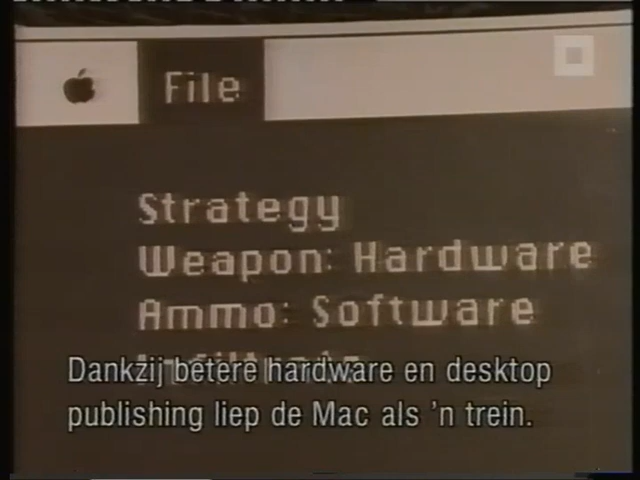 File
Strategy
Weapon: Hardware
Ammo: Software
Dankzij betere hardware en desktop
publishing liep de Mac als 'n trein.